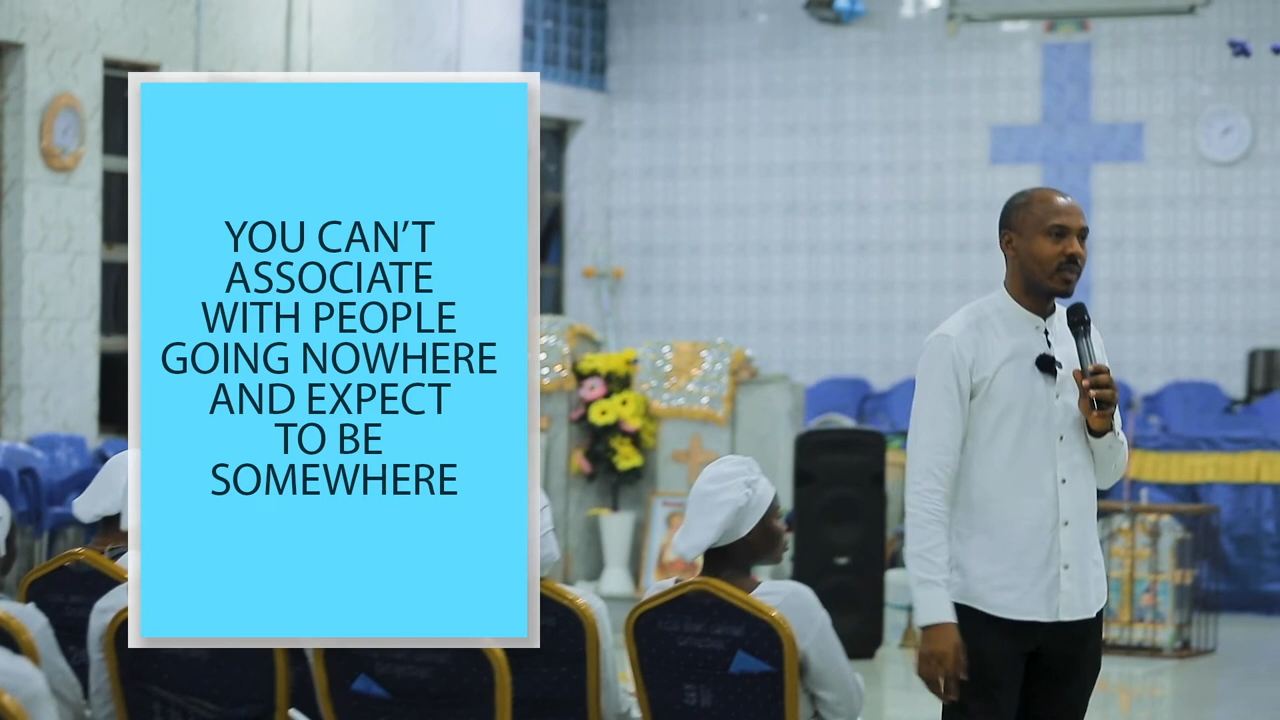 YOU CAN'T
ASSOCIATE
WITH PEOPLE
GOING NOWHERE
AND EXPECT
TO BE
SOMEWHERE